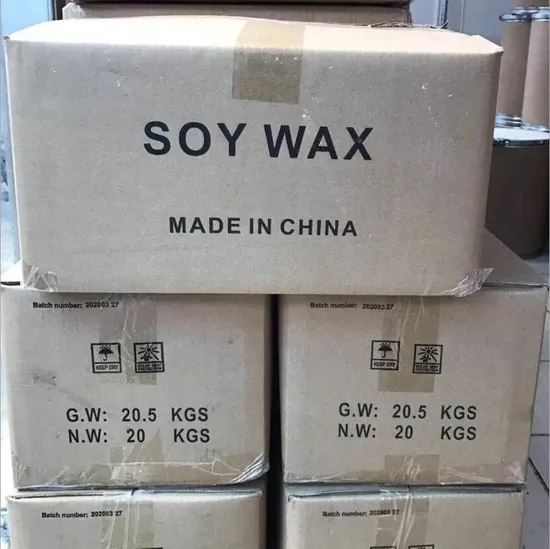 SOY WAX
MADE IN CHINA
Batch number: 202003 27
KEEP DRY
G.W: 20.5 KGS
N.W: 20 KGS
Batch number: 202003 27
KEEP DRY
G.W: 20.5 KGS
N.W: 20 KGS
Batch number: 202003 27
Batch number: 202003 27